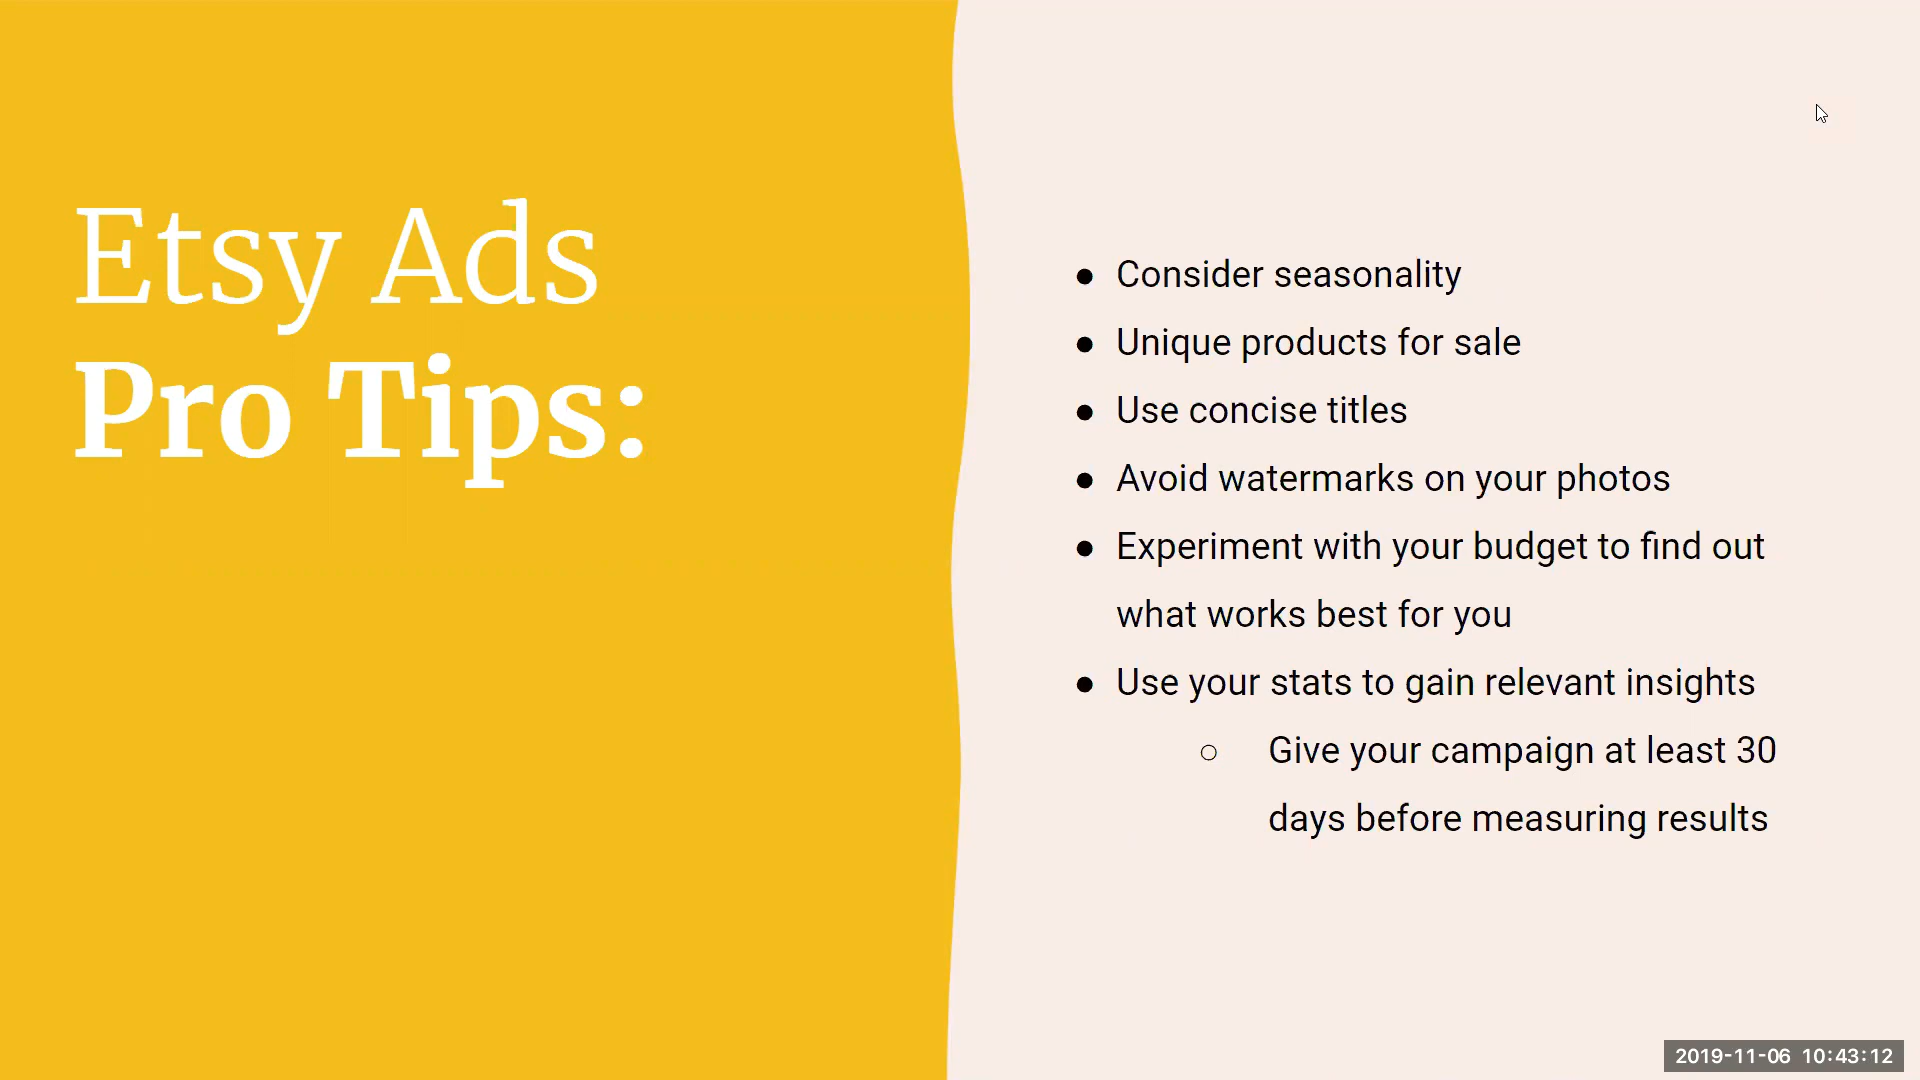 Etsy Ads
Pro Tips:
● Consider seasonality
● Unique products for sale
● Use concise titles
● Avoid watermarks on your photos
● Experiment with your budget to find out
what works best for you
● Use your stats to gain relevant insights
○ Give your campaign at least 30
days before measuring results
2019-11-06 10:43:12